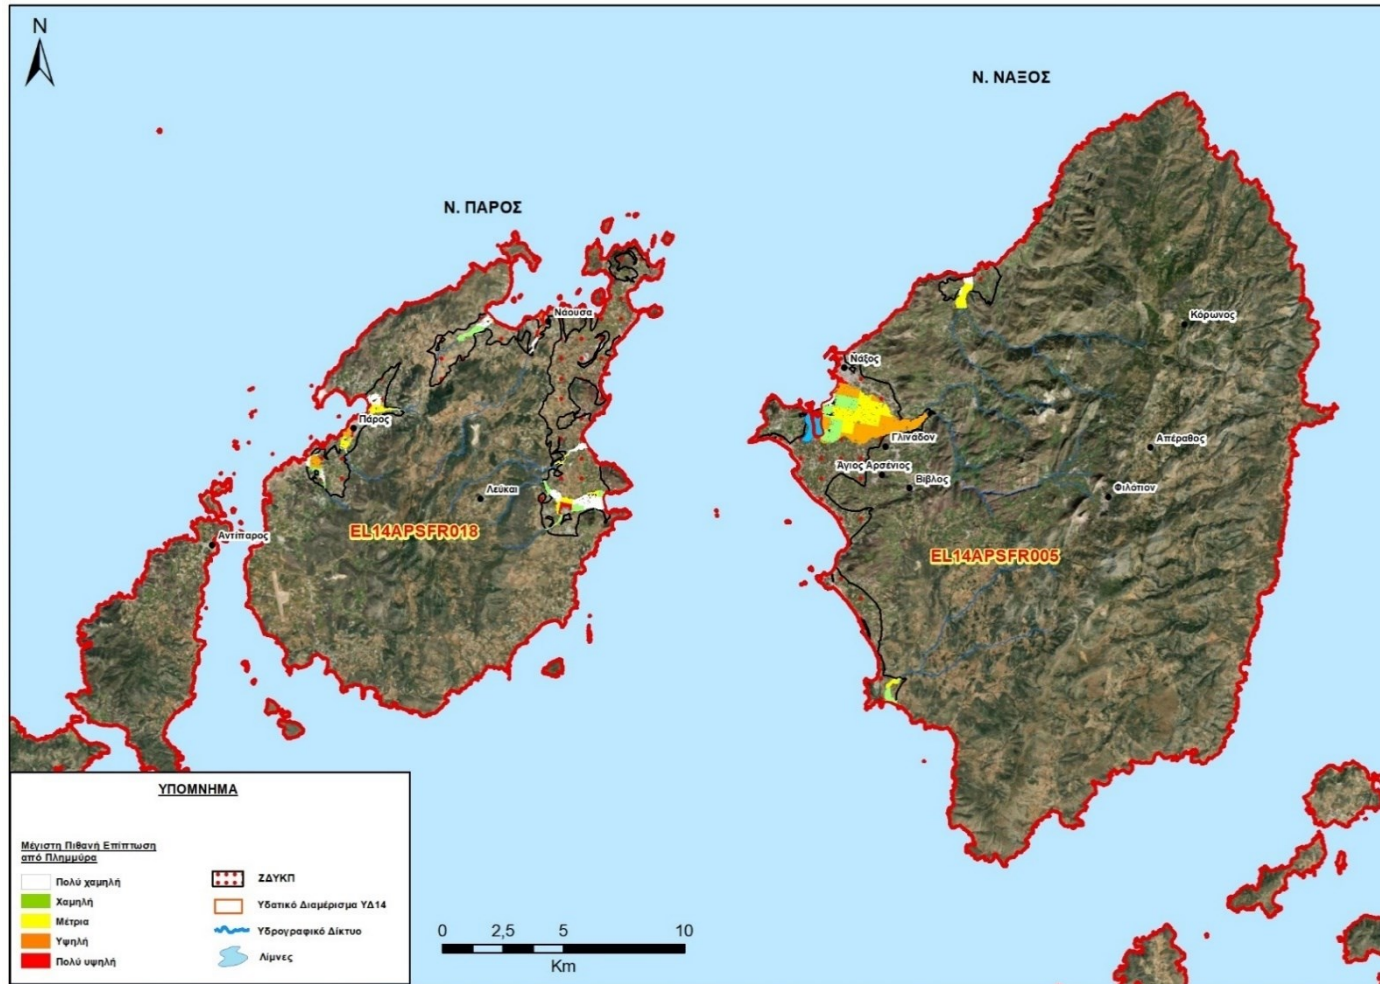 N
Ν. ΝΑΞΟΣ
Ν. ΠΑΡΟΣ
Νάουσα
Κόρωνος
Νάξος
Πάρος
Γλινάδον
Απέραθος
Άγιος Αρσένιος
Βίβλος
Φιλότιον
Λεύκαι
EL14APSFR018
Αντίπαρος
EL14APSFR005
ΥΠΟΜΝΗΜΑ
Μέγιστη Πιθανή Επίπτωση
από Πλημμύρα
Πολύ χαμηλή
Χαμηλή
Μέτρια
Υψηλή
Πολύ υψηλή
ΖΔΥΚΠ
Υδατικό Διαμέρισμα ΥΔ14
Υδρογραφικό Δίκτυο
Λίμνες
0 2,5 5 10
Km